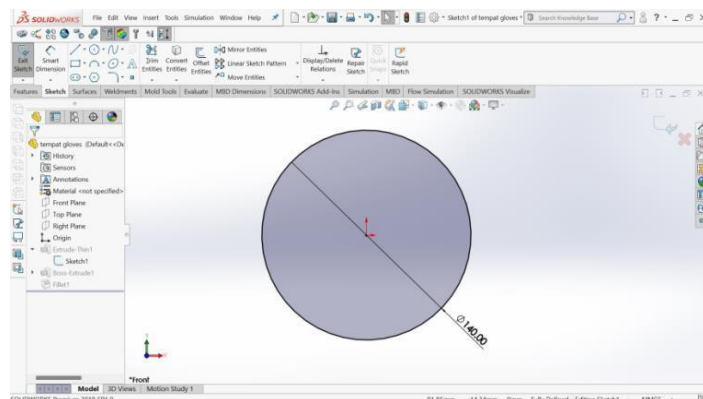 SOLIDWORKS File Edit View Insert Tools Simulation Window Help Sketch1 of tempat gloves * Search Knowledge Base
Exit Sketch Smart Dimension Trim Entities Convert Entities Offset Entities Mirror Entities Linear Sketch Pattern Move Entities Display/Delete Relations Repair Sketch Quick Snaps Rapid Sketch
Features Sketch Surfaces Weldments Mold Tools Evaluate MBD Dimensions SOLIDWORKS Add-Ins Simulation MBD Flow Simulation SOLIDWORKS Visualize
tempat gloves (Default<<De
History
Sensors
Annotations
Material <not specified>
Front Plane
Top Plane
Right Plane
Origin
Extrude-Thin1
Sketch1
Boss-Extrude1
Fillet1
Ø140.00
*Front
Model 3D Views Motion Study 1